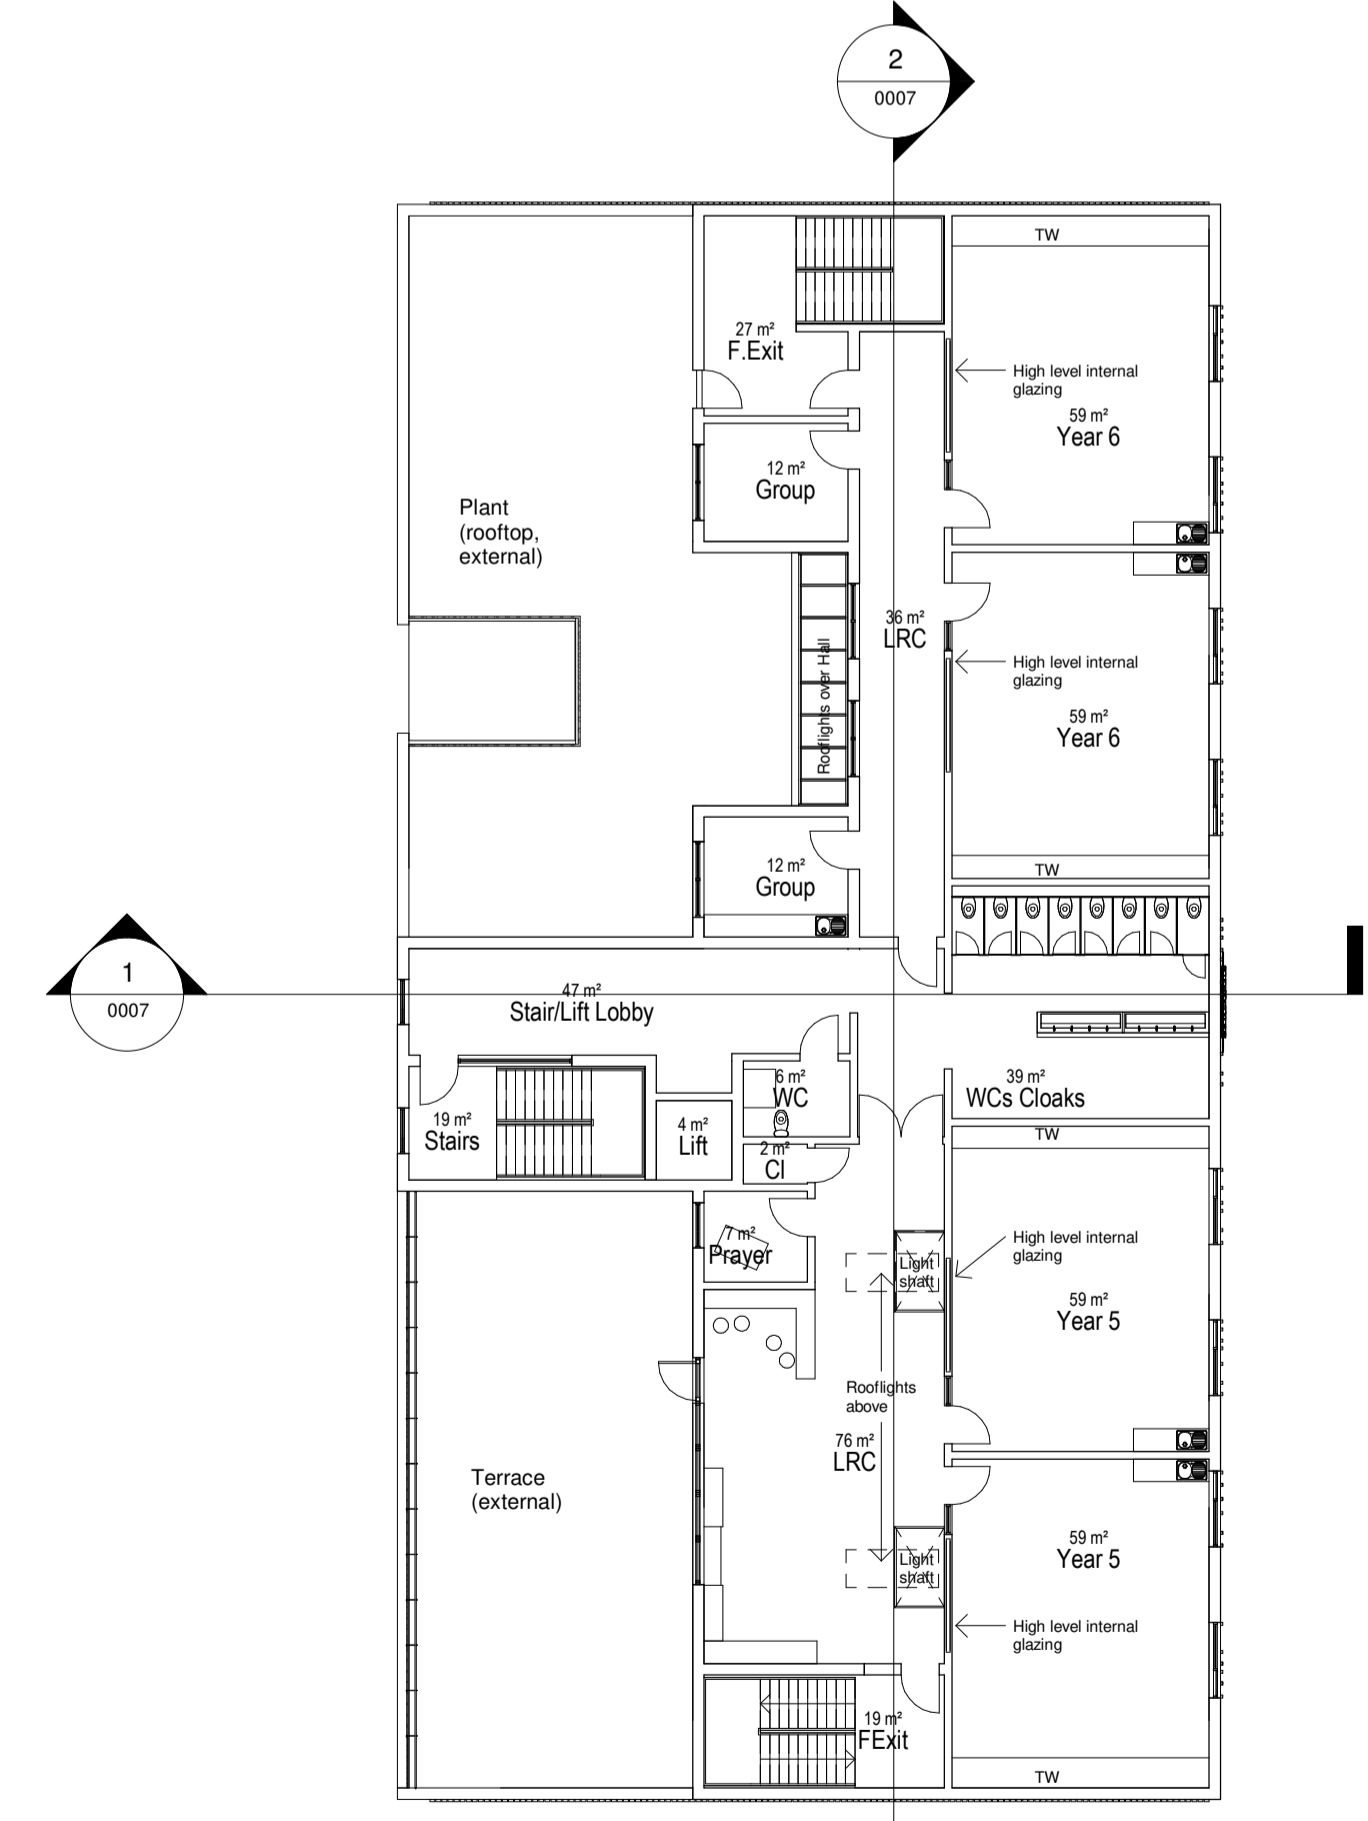 2
0007
TW
27 m²
F.Exit
High level internal
glazing
59 m²
Year 6
12 m²
Group
Plant
(rooftop,
external)
36 m²
LRC
Rooflights over Hall
High level internal
glazing
59 m²
Year 6
12 m²
Group
TW
1
0007
47 m²
Stair/Lift Lobby
6 m²
WC
39 m²
WCs Cloaks
19 m²
Stairs
4 m²
Lift
2 m²
Cl
TW
7 m²
Prayer
Light
shaft
High level internal
glazing
59 m²
Year 5
Rooflights
above
76 m²
LRC
Terrace
(external)
59 m²
Year 5
Light
shaft
High level internal
glazing
19 m²
FExit
TW